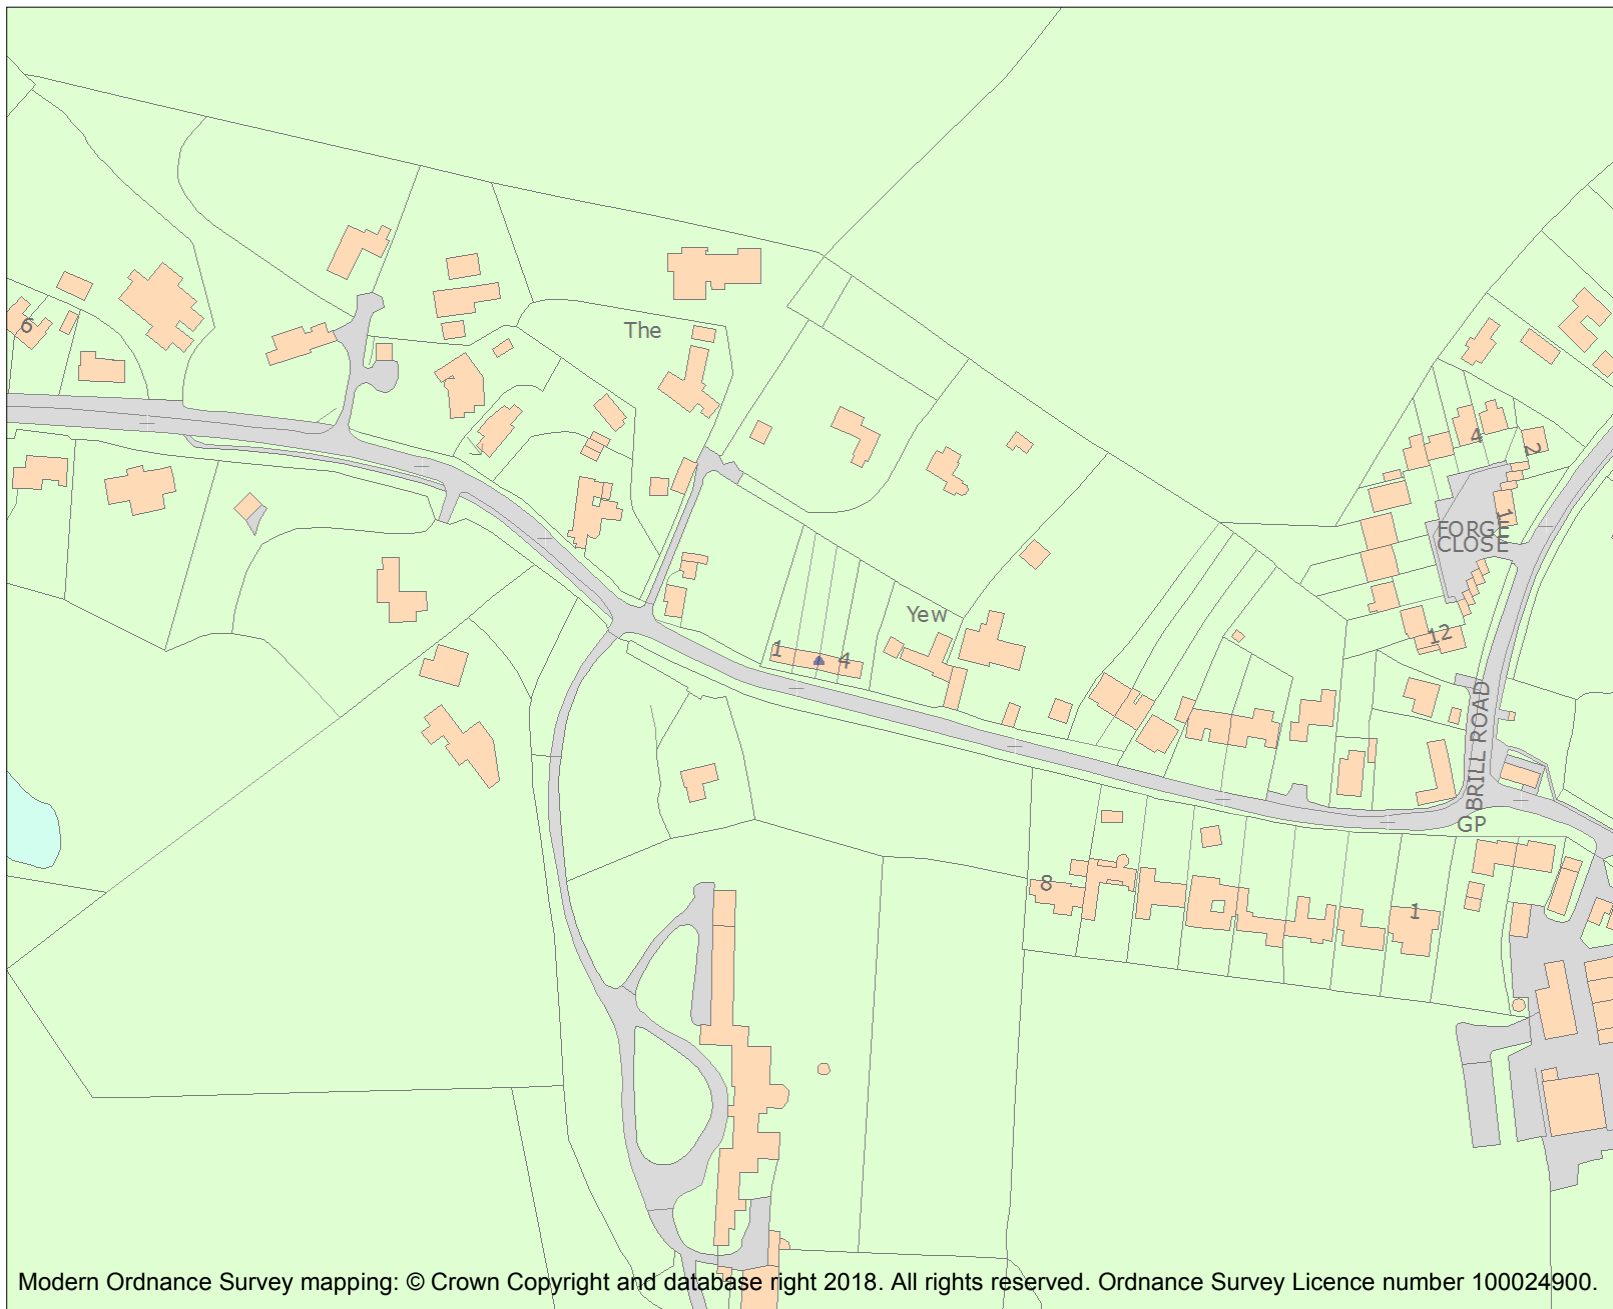 6
The
4
2
1
FORGE
CLOSE
Yew
12
1
4
BRILL ROAD
GP
8
1
Modern Ordnance Survey mapping: © Crown Copyright and database right 2018. All rights reserved. Ordnance Survey Licence number 100024900.